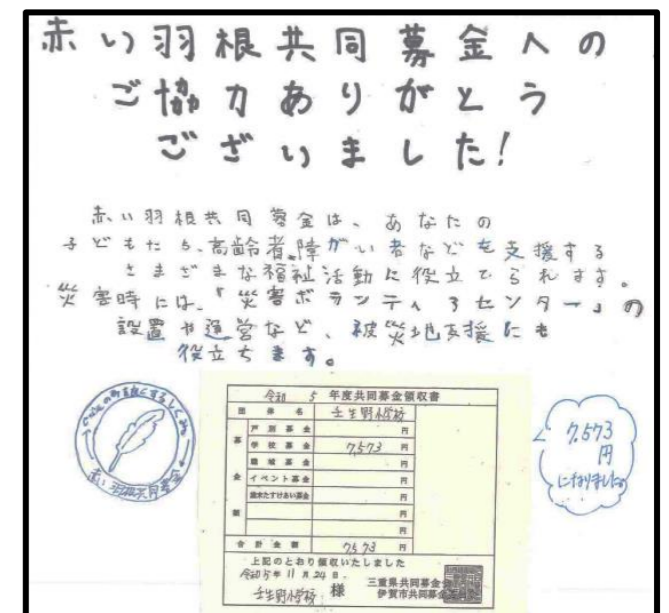 赤い羽根共同募金への
ご協力ありがとう
ございました!
赤い羽根共同募金は、あなたの
子どもたち、高齢者、障がい者などを支援する
さまざまな福祉活動に役立てられます。
災害時には、「災害ボランティアセンター」の
設置や運営など、被災地支援にも
役立ちます。
赤い羽根共同募金
令和 5 年度共同募金領収書
団体名 壬生野小学校
募金額
戸別募金 円
学校募金 7,573 円
職域募金 円
イベント募金 円
歳末たすけあい募金 円
円
円
合計金額 7,573 円
上記のとおり領収いたしました
令和5年11月24日
三重県共同募金会
壬生野小学校 様
伊賀市共同募金
7,573
円
になりました